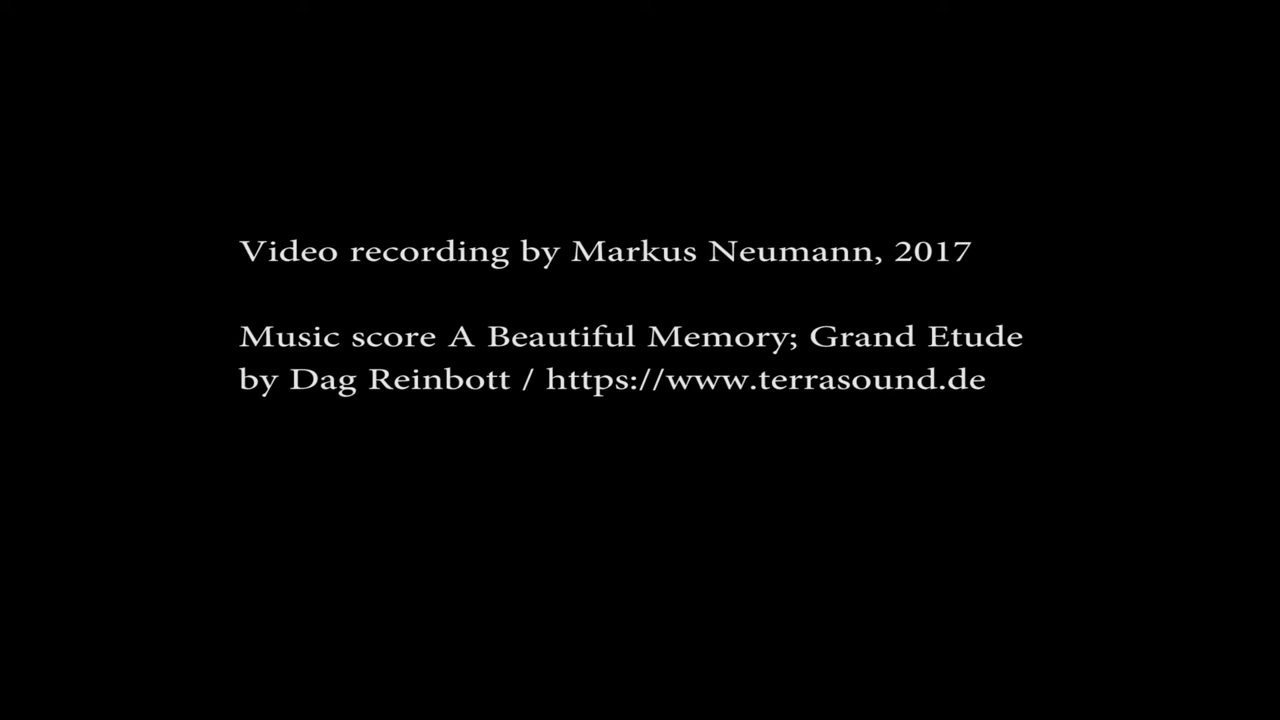 Video recording by Markus Neumann, 2017
Music score A Beautiful Memory; Grand Etude
by Dag Reinbott / https://www.terrasound.de